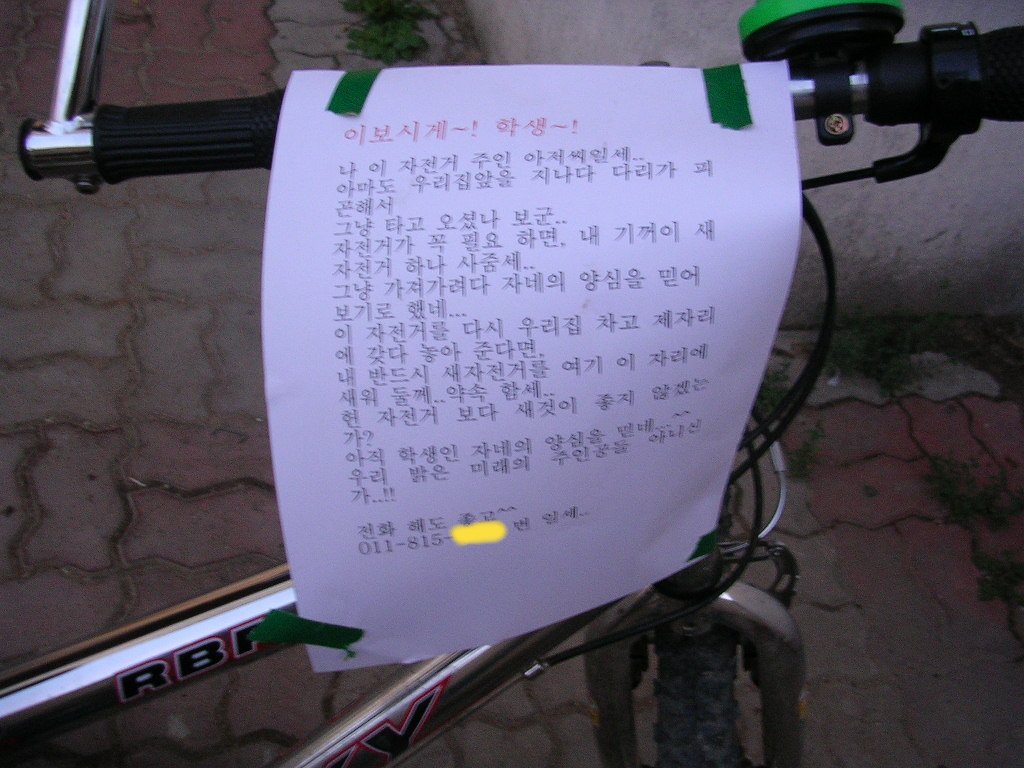 이보시게~! 학생~!
나 이 자전거 주인 아저씨일세..
아마도 우리집앞을 지나다 다리가 피
곤해서
그냥 타고 오셨나 보군..
자전거가 꼭 필요 하면, 내 기꺼이 새
자전거 하나 사줌세..
그냥 가져가려다 자네의 양심을 믿어
보기로 했네...
이 자전거를 다시 우리집 차고 제자리
에 갖다 놓아 준다면,
내 반드시 새자전거를 여기 이 자리에
새워 둘께..약속 함세..
헌 자전거 보다 새것이 좋지 않겠는
가?
아직 학생인 자네의 양심을 믿네...^^
우리 밝은 미래의 주인공들 아니신
가..!!
전화 해도 좋고^^
011-815- 번 일세..
RBF